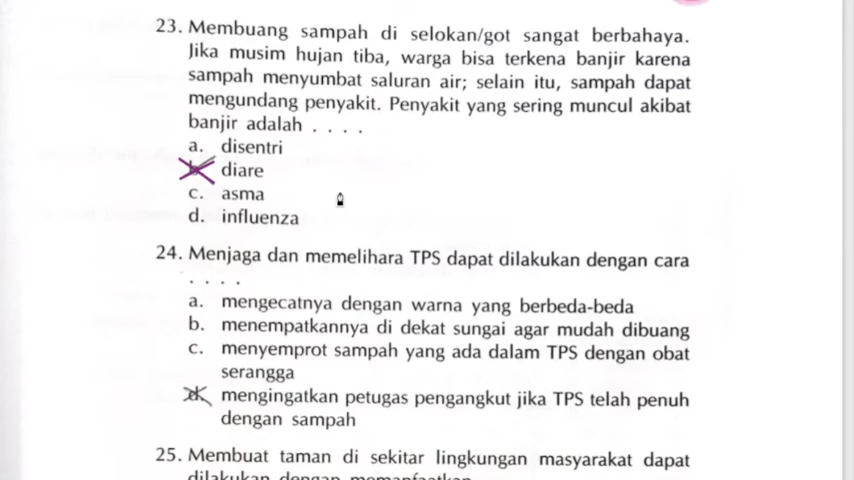 23. Membuang sampah di selokan/got sangat berbahaya.
Jika musim hujan tiba, warga bisa terkena banjir karena
sampah menyumbat saluran air; selain itu, sampah dapat
mengundang penyakit. Penyakit yang sering muncul akibat
banjir adalah . . . .
a. disentri
diare
c. asma
d. influenza
24. Menjaga dan memelihara TPS dapat dilakukan dengan cara
. . . .
a. mengecatnya dengan warna yang berbeda-beda
b. menempatkannya di dekat sungai agar mudah dibuang
c. menyemprot sampah yang ada dalam TPS dengan obat
serangga
mengingatkan petugas pengangkut jika TPS telah penuh
dengan sampah
25. Membuat taman di sekitar lingkungan masyarakat dapat
dilakukan dengan memanfaatkan